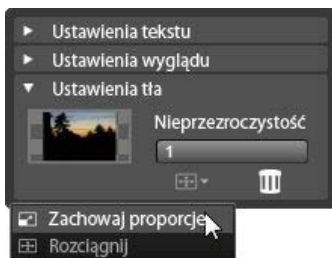 Ustawienia tekstu
Ustawienia wyglądu
Ustawienia tła
Nieprzezroczystość
1
Zachowaj proporcje
Rozciągnij